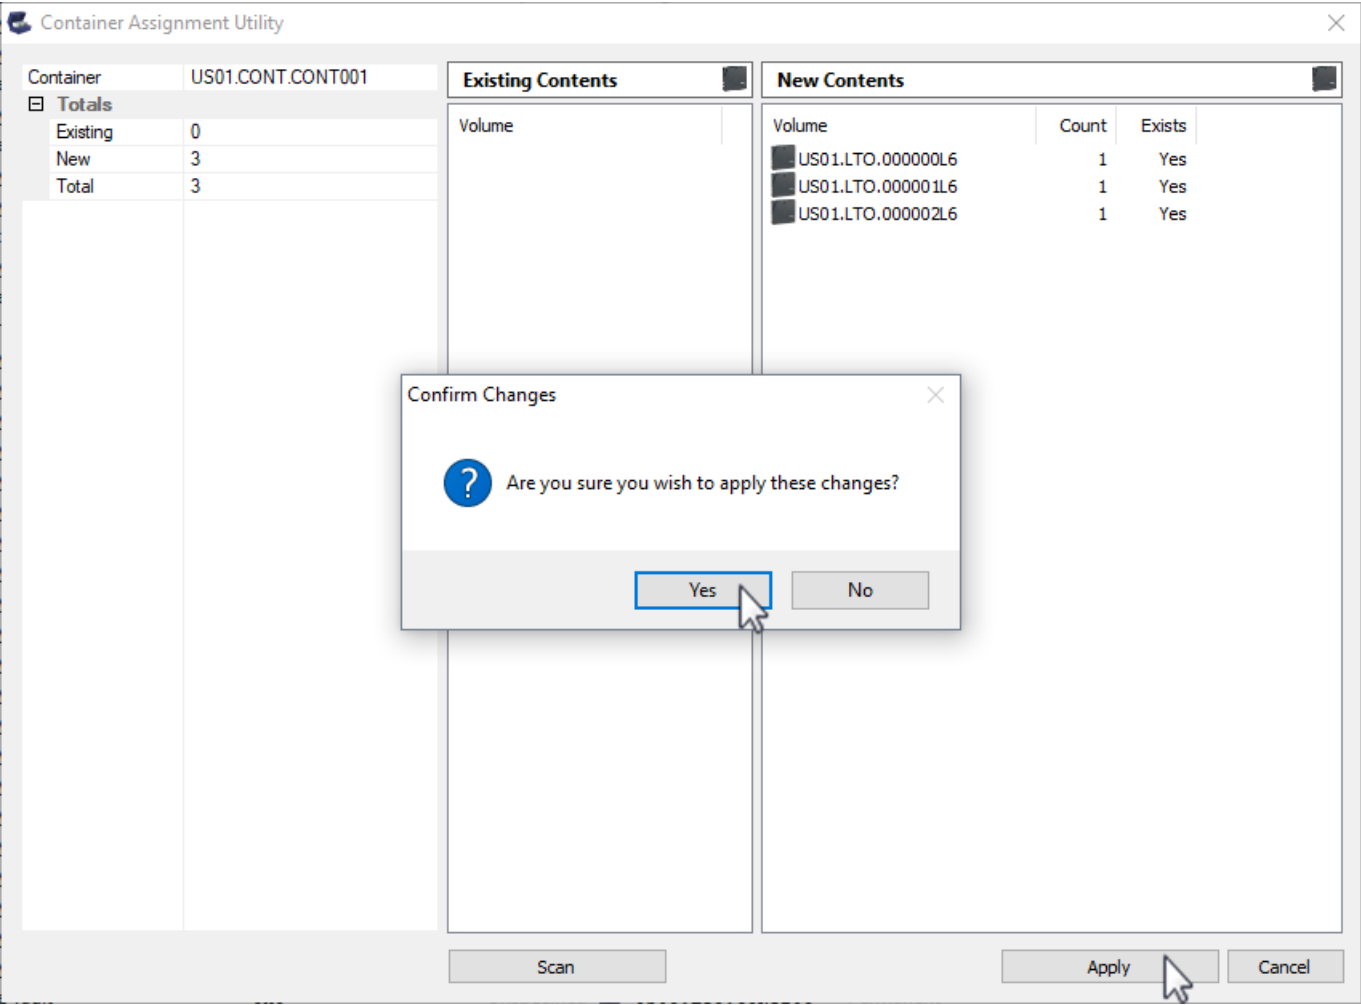 Container Assignment Utility
Container US01.CONT.CONT001
Totals
Existing 0
New 3
Total 3
Existing Contents
Volume
New Contents
Volume Count Exists
US01.LTO.000000L6 1 Yes
US01.LTO.000001L6 1 Yes
US01.LTO.000002L6 1 Yes
Confirm Changes
Are you sure you wish to apply these changes?
Yes No
Scan Apply Cancel